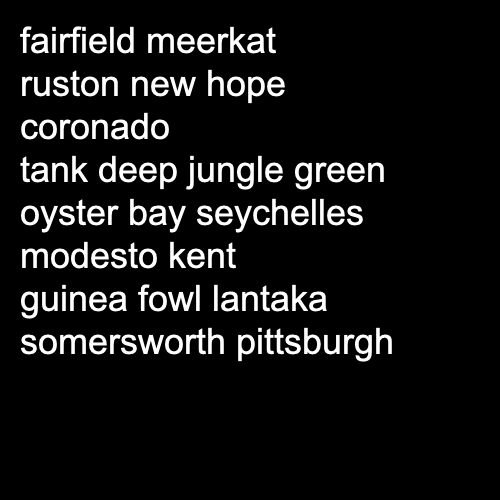 fairfield meerkat
ruston new hope
coronado
tank deep jungle green
oyster bay seychelles
modesto kent
guinea fowl lantaka
somersworth pittsburgh